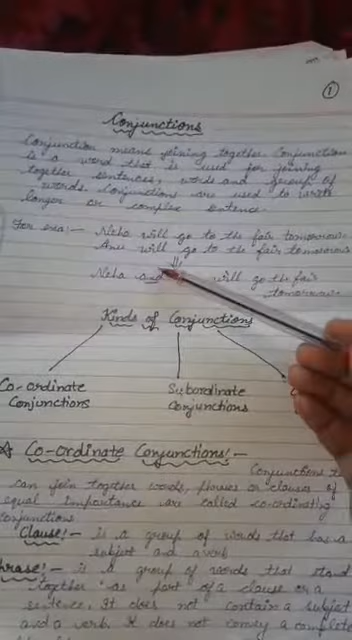 1
Conjunctions
Conjunction means joining together Conjunction
is a word that is used for joining
together sentences, words and group of
words. Conjunctions are used to write
longer or complex sentence
For exa:- Neha will go to the fair tomorrow
Anu will go to the fair tomorrow
Neha and will go the fair
tomorrow
Kinds of Conjunctions
Co-ordinate
Conjunctions
Subordinate
Conjunctions
Co-ordinate Conjunctions:-
Conjunctions
can join together words, phrases or clauses of
equal importance are called co-ordinating
conjunctions
Clause:- is a group of words that has a
subject and a verb
Phrase:- is a group of words that stand
together as part of a clause or a
sentence. It does not contain a subject
and a verb. It does not convey a complete